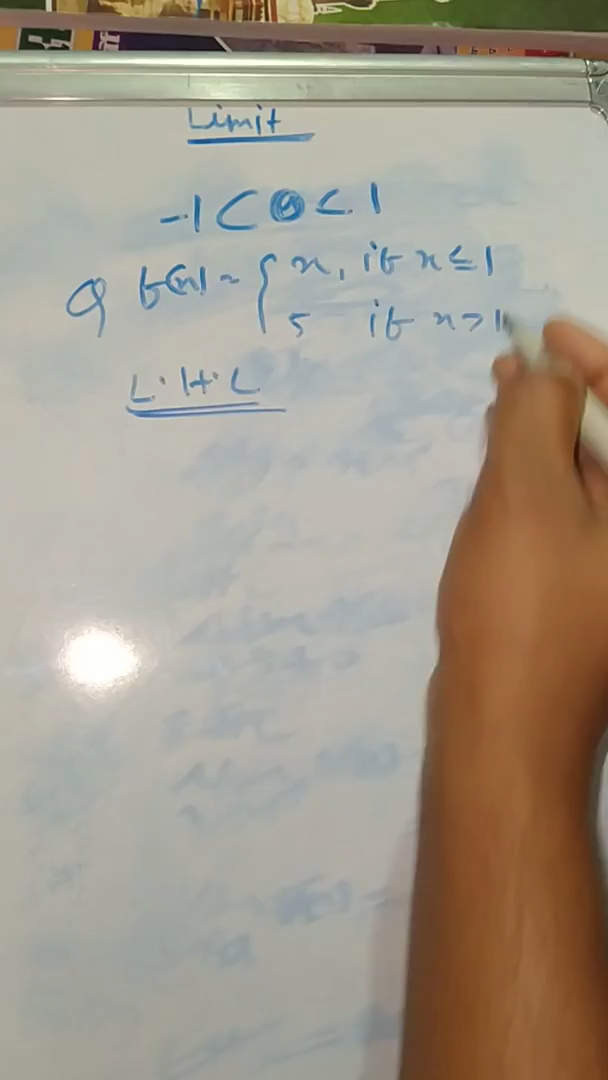 Limit
-1 < 0 < 1
Q f(x) = { x, if x ≤ 1
5 if x > 1
L.H.L